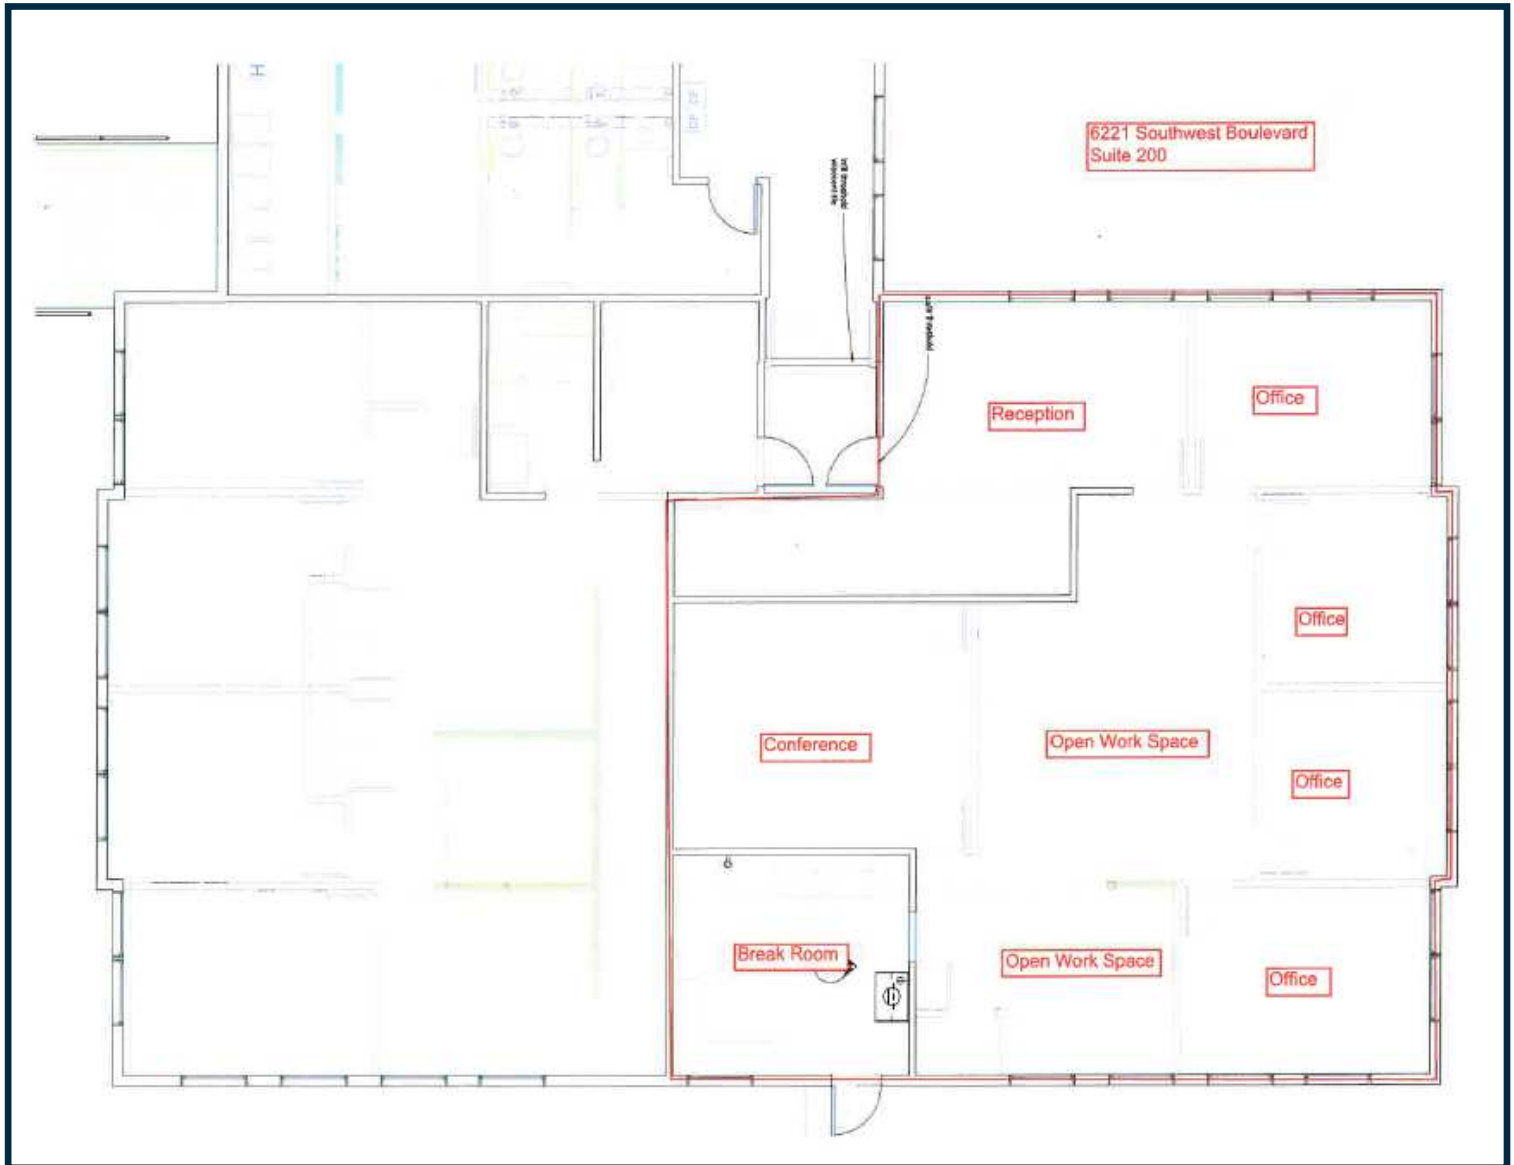 6221 Southwest Boulevard
Suite 200
H
Reception
Office
Office
Conference
Open Work Space
Office
Break Room
Open Work Space
Office